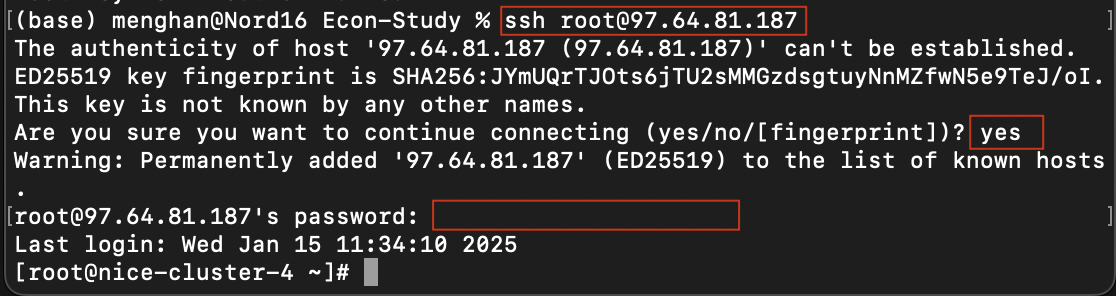 [(base) menghan@Nord16 Econ-Study % ssh root@97.64.81.187 ]
The authenticity of host '97.64.81.187 (97.64.81.187)' can't be established.
ED25519 key fingerprint is SHA256:JYmUQrTJOts6jTU2sMMGzdsgtuyNnMZfwN5e9TeJ/oI.
This key is not known by any other names.
Are you sure you want to continue connecting (yes/no/[fingerprint])? yes
Warning: Permanently added '97.64.81.187' (ED25519) to the list of known hosts
.
[root@97.64.81.187's password: ]
Last login: Wed Jan 15 11:34:10 2025
[root@nice-cluster-4 ~]#